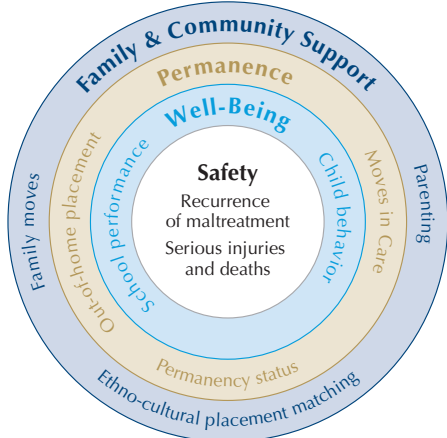 Family & Community Support
Family moves
Parenting
Ethno-cultural placement matching
Permanence
Out-of-home placement
Moves in Care
Permanency status
Well-Being
School performance
Child behavior
Safety
Recurrence
of maltreatment
Serious injuries
and deaths